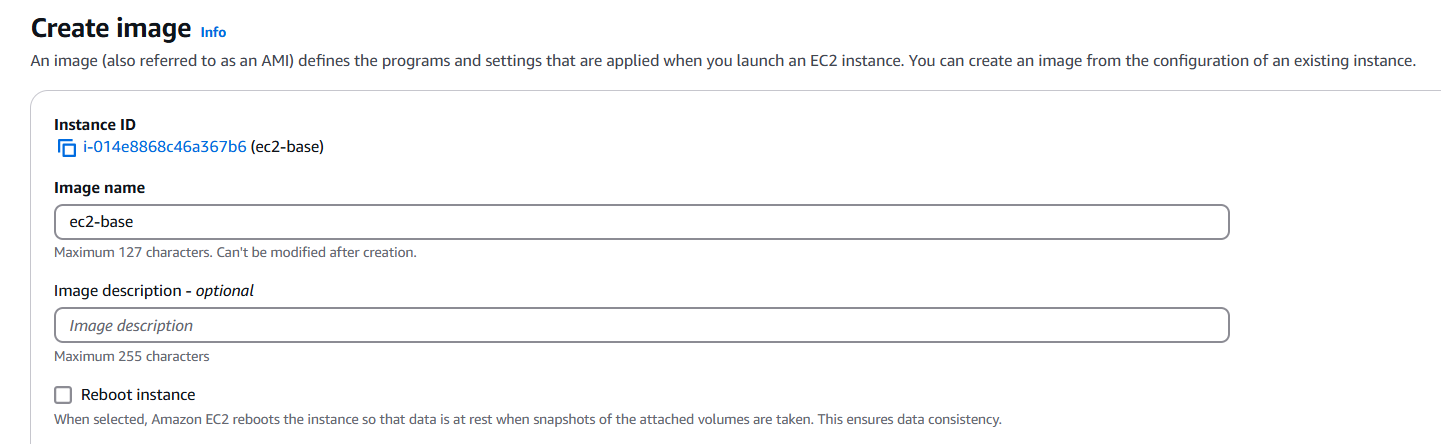 Create image Info
An image (also referred to as an AMI) defines the programs and settings that are applied when you launch an EC2 instance. You can create an image from the configuration of an existing instance.
Instance ID
i-014e8868c46a367b6 (ec2-base)
Image name
ec2-base
Maximum 127 characters. Can't be modified after creation.
Image description - optional
Image description
Maximum 255 characters
Reboot instance
When selected, Amazon EC2 reboots the instance so that data is at rest when snapshots of the attached volumes are taken. This ensures data consistency.